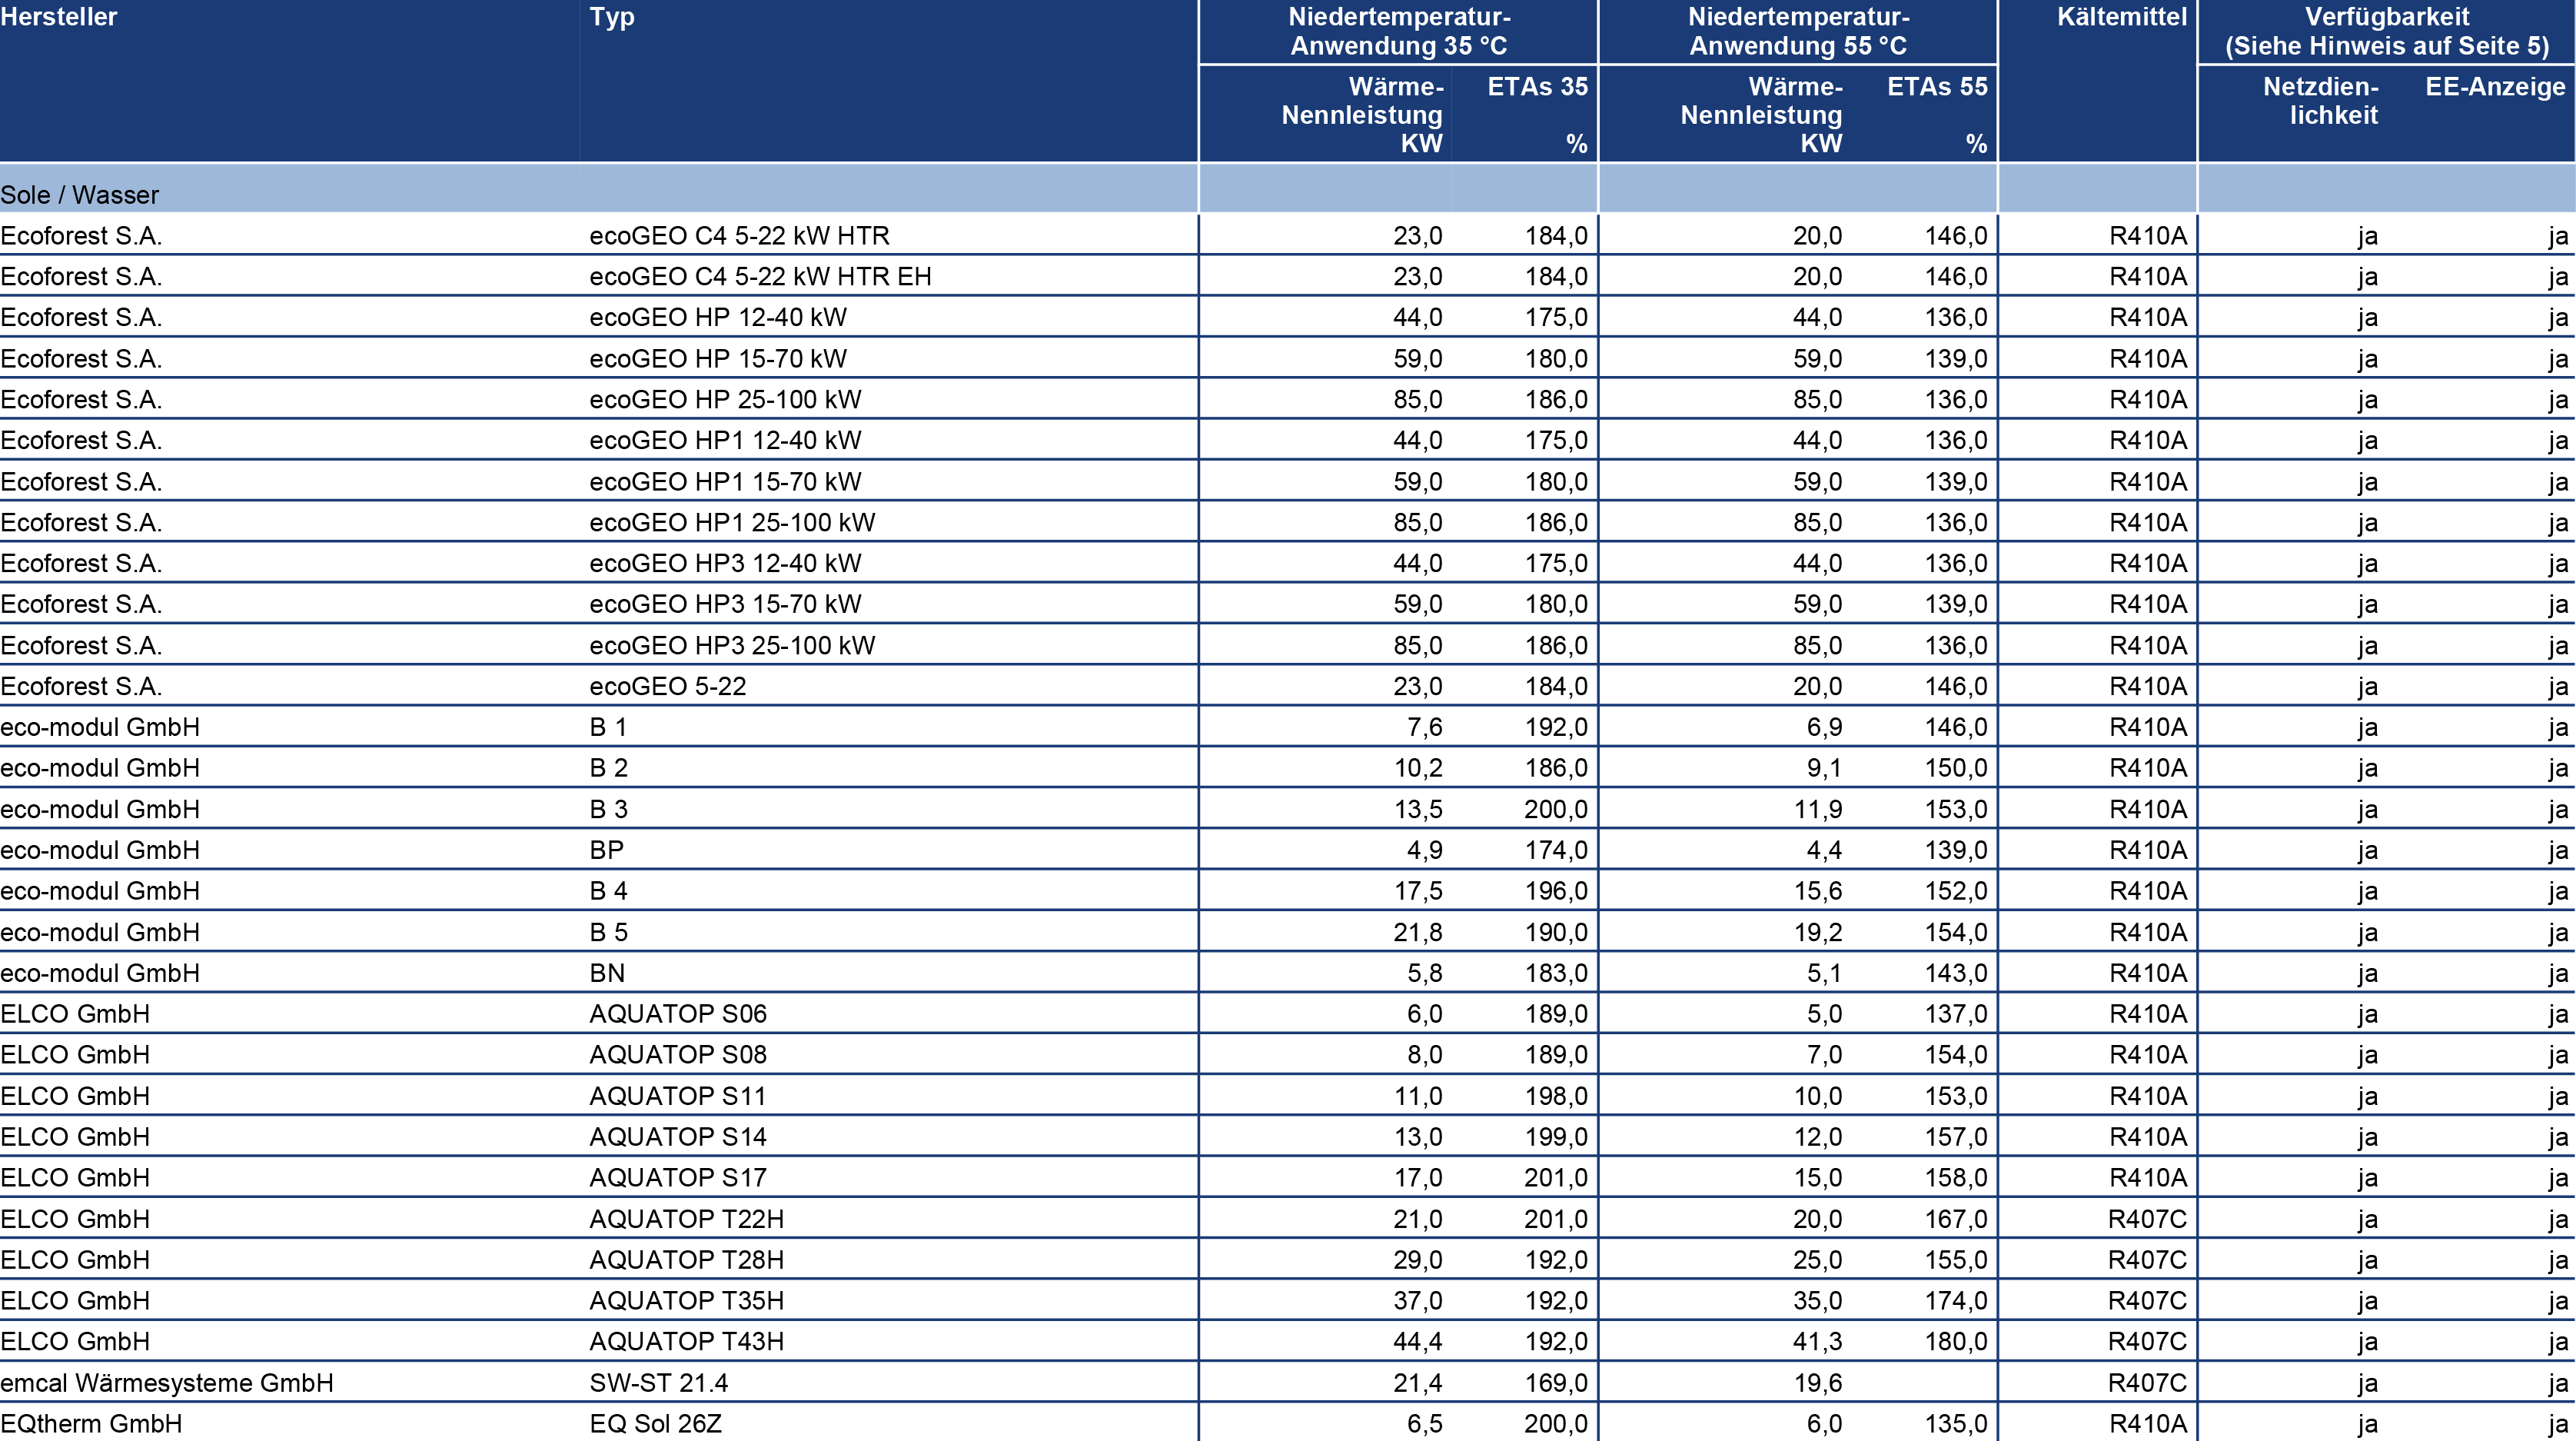 Hersteller Typ Niedertemperatur-Anwendung 35 °C Niedertemperatur-Anwendung 55 °C Kältemittel Verfügbarkeit (Siehe Hinweis auf Seite 5)
Wärme-Nennleistung KW ETAs 35 % Wärme-Nennleistung KW ETAs 55 % Netzdien-lichkeit EE-Anzeige
Sole / Wasser
Ecoforest S.A. ecoGEO C4 5-22 kW HTR 23,0 184,0 20,0 146,0 R410A ja ja
Ecoforest S.A. ecoGEO C4 5-22 kW HTR EH 23,0 184,0 20,0 146,0 R410A ja ja
Ecoforest S.A. ecoGEO HP 12-40 kW 44,0 175,0 44,0 136,0 R410A ja ja
Ecoforest S.A. ecoGEO HP 15-70 kW 59,0 180,0 59,0 139,0 R410A ja ja
Ecoforest S.A. ecoGEO HP 25-100 kW 85,0 186,0 85,0 136,0 R410A ja ja
Ecoforest S.A. ecoGEO HP1 12-40 kW 44,0 175,0 44,0 136,0 R410A ja ja
Ecoforest S.A. ecoGEO HP1 15-70 kW 59,0 180,0 59,0 139,0 R410A ja ja
Ecoforest S.A. ecoGEO HP1 25-100 kW 85,0 186,0 85,0 136,0 R410A ja ja
Ecoforest S.A. ecoGEO HP3 12-40 kW 44,0 175,0 44,0 136,0 R410A ja ja
Ecoforest S.A. ecoGEO HP3 15-70 kW 59,0 180,0 59,0 139,0 R410A ja ja
Ecoforest S.A. ecoGEO HP3 25-100 kW 85,0 186,0 85,0 136,0 R410A ja ja
Ecoforest S.A. ecoGEO 5-22 23,0 184,0 20,0 146,0 R410A ja ja
eco-modul GmbH B 1 7,6 192,0 6,9 146,0 R410A ja ja
eco-modul GmbH B 2 10,2 186,0 9,1 150,0 R410A ja ja
eco-modul GmbH B 3 13,5 200,0 11,9 153,0 R410A ja ja
eco-modul GmbH BP 4,9 174,0 4,4 139,0 R410A ja ja
eco-modul GmbH B 4 17,5 196,0 15,6 152,0 R410A ja ja
eco-modul GmbH B 5 21,8 190,0 19,2 154,0 R410A ja ja
eco-modul GmbH BN 5,8 183,0 5,1 143,0 R410A ja ja
ELCO GmbH AQUATOP S06 6,0 189,0 5,0 137,0 R410A ja ja
ELCO GmbH AQUATOP S08 8,0 189,0 7,0 154,0 R410A ja ja
ELCO GmbH AQUATOP S11 11,0 198,0 10,0 153,0 R410A ja ja
ELCO GmbH AQUATOP S14 13,0 199,0 12,0 157,0 R410A ja ja
ELCO GmbH AQUATOP S17 17,0 201,0 15,0 158,0 R410A ja ja
ELCO GmbH AQUATOP T22H 21,0 201,0 20,0 167,0 R407C ja ja
ELCO GmbH AQUATOP T28H 29,0 192,0 25,0 155,0 R407C ja ja
ELCO GmbH AQUATOP T35H 37,0 192,0 35,0 174,0 R407C ja ja
ELCO GmbH AQUATOP T43H 44,4 192,0 41,3 180,0 R407C ja ja
emcal Wärmesysteme GmbH SW-ST 21.4 21,4 169,0 19,6 R407C ja ja
EQtherm GmbH EQ Sol 26Z 6,5 200,0 6,0 135,0 R410A ja ja